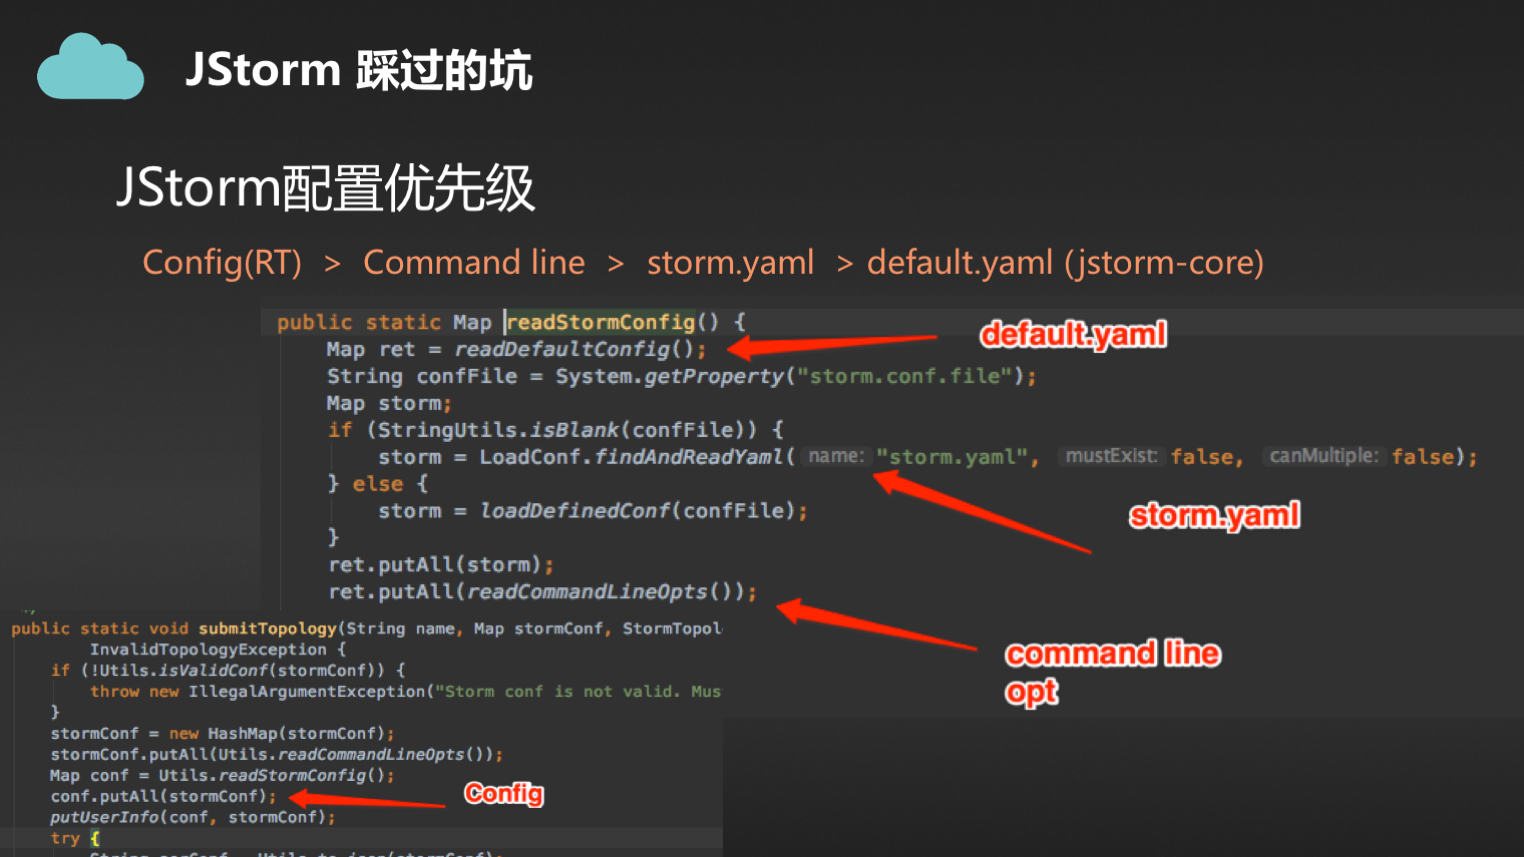 JStorm 踩过的坑
JStorm配置优先级
Config(RT) > Command line > storm.yaml > default.yaml (jstorm-core)
public static Map readStormConfig() {
Map ret = readDefaultConfig();
default.yaml
String confFile = System.getProperty("storm.conf.file");
Map storm;
if (StringUtils.isBlank(confFile)) {
storm = LoadConf.findAndReadYaml( name: "storm.yaml", mustExist: false, canMultiple: false);
} else {
storm = loadDefinedConf(confFile);
storm.yaml
}
ret.putAll(storm);
ret.putAll(readCommandLineOpts());
command line
opt
public static void submitTopology(String name, Map stormConf, StormTopol
InvalidTopologyException {
if (!Utils.isValidConf(stormConf)) {
throw new IllegalArgumentException("Storm conf is not valid. Mus
}
stormConf = new HashMap(stormConf);
stormConf.putAll(Utils.readCommandLineOpts());
Map conf = Utils.readStormConfig();
conf.putAll(stormConf);
Config
putUserInfo(conf, stormConf);
try {